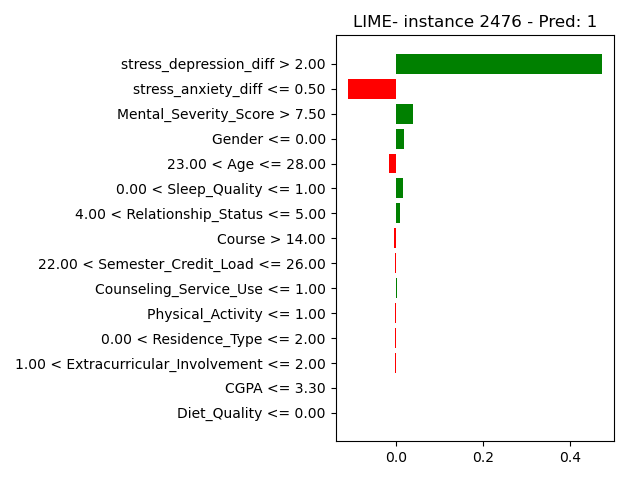 LIME- instance 2476 - Pred: 1
stress_depression_diff > 2.00
stress_anxiety_diff <= 0.50
Mental_Severity_Score > 7.50
Gender <= 0.00
23.00 < Age <= 28.00
0.00 < Sleep_Quality <= 1.00
4.00 < Relationship_Status <= 5.00
Course > 14.00
22.00 < Semester_Credit_Load <= 26.00
Counseling_Service_Use <= 1.00
Physical_Activity <= 1.00
0.00 < Residence_Type <= 2.00
1.00 < Extracurricular_Involvement <= 2.00
CGPA <= 3.30
Diet_Quality <= 0.00
0.0 0.2 0.4